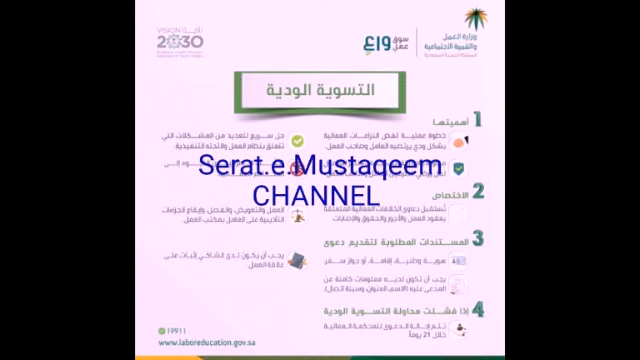 VISION رؤية
2030
سوق
عمل واعٍ
وزارة العمل
والتنمية الاجتماعية
التسوية الودية
1 أهميتها
خطوة عملية لفض النزاعات العمالية
بشكل ودي يرتضيه العامل وصاحب العمل.
حل سريع للعديد من المشكلات التي
تتعلق بنظام العمل ولائحته التنفيذية.
Serat.e.Mustaqeem
CHANNEL
2 الاختصاص
تستقبل دعاوى الخلافات العمالية المتعلقة
بعقود العمل والأجور والحقوق والإصابات
العمل والتعويض والفصل، وإيقاع الجزاءات
التأديبية على العامل بمكتب العمل.
3 المستندات المطلوبة لتقديم دعوى
هوية وطنية، إقامة، أو جواز سفر.
يجب أن تكون لديه معلومات كاملة عن
المدعى عليه (الاسم، العنوان، وسيلة اتصال).
يجب أن يكون لدى الشاكي إثبات على
علاقة العمل.
4 إذا فشلت محاولة التسوية الودية
تتم إحالة الدعوى للمحكمة العمالية
خلال 21 يوماً.
19911
www.laboreducation.gov.sa